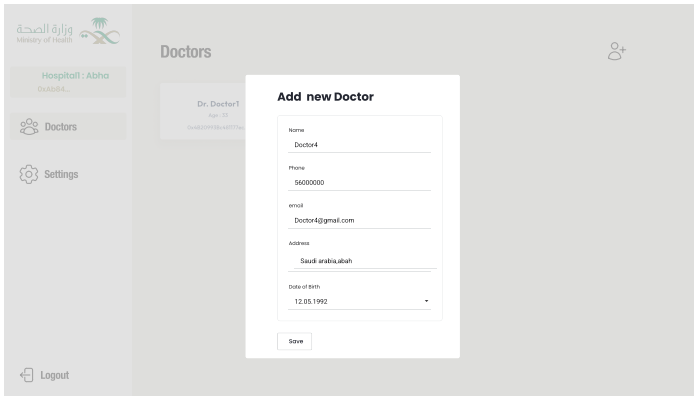 وزارة الصحة
Ministry of Health
Hospital1 : Abha
Doctors
Settings
Logout
Doctors
Dr. Doctor1
Add new Doctor
Name
Doctor4
Phone
56000000
email
Doctor4@gmail.com
Address
Saudi arabia,abah
Date of Birth
12.05.1992
Save